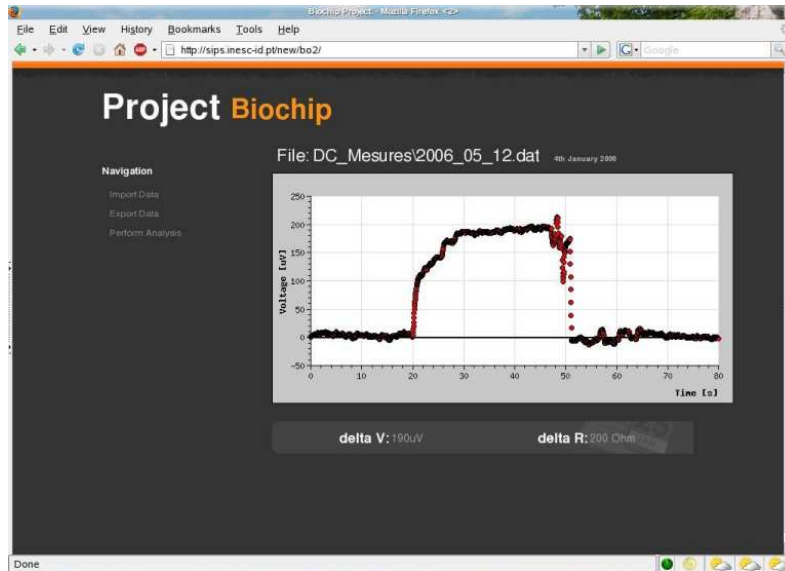 Biochip Project - Mozilla Firefox <2>
File Edit View History Bookmarks Tools Help
http://sips.inesc-id.pt/new/bo2/
G Google
Project Biochip
File: DC_Mesures\2006_05_12.dat 4th January 2006
Navigation
Import Data
Export Data
Perform Analysis
250
200
150
100
50
0
-50
Voltage [uV]
0 10 20 30 40 50 60 70 80
Time [s]
delta V: 190uV delta R: 200 Ohm
Done